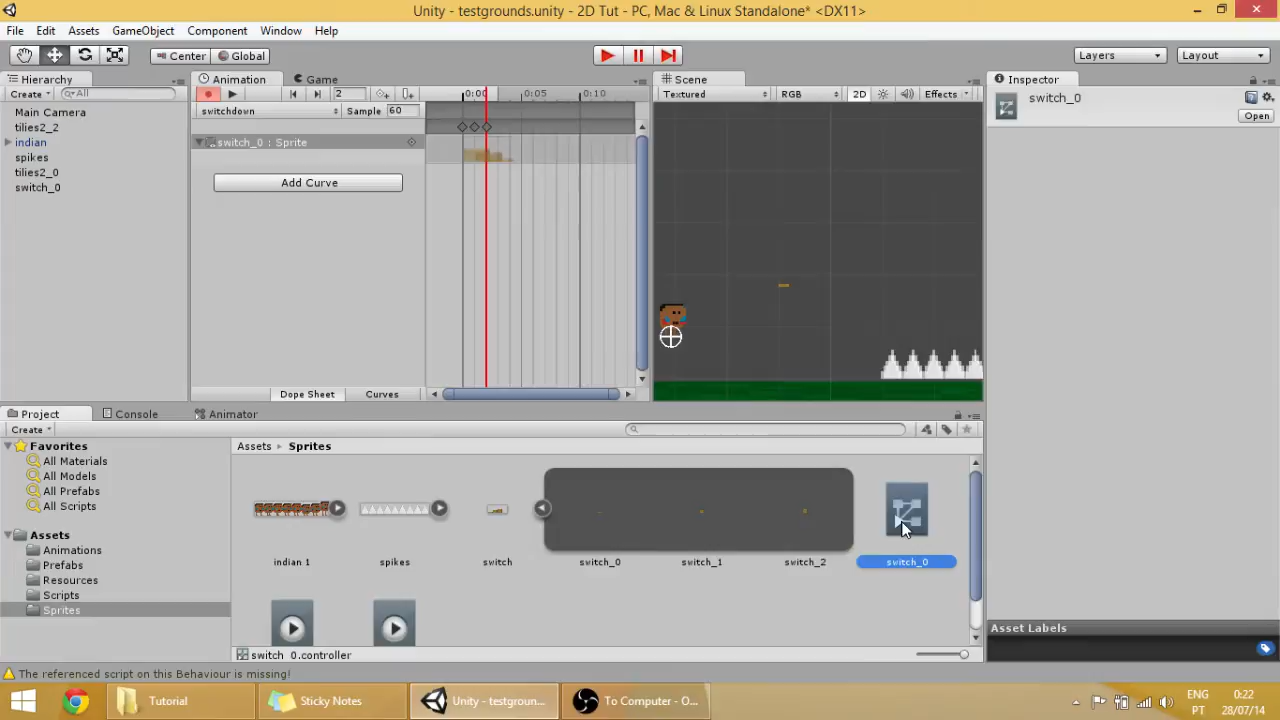 Unity - testgrounds.unity - 2D Tut - PC, Mac & Linux Standalone* <DX11>
File Edit Assets GameObject Component Window Help
Center Global Layers Layout
Hierarchy Animation Game Scene Inspector
Create All 2 0:00 0:05 0:10 Textured RGB 2D Effects switch_0
switchdown Sample 60 Open
Main Camera
tilies2_2
indian switch_0 : Sprite
spikes
tilies2_0 Add Curve
switch_0
Dope Sheet Curves
Project Console Animator
Create
Favorites Assets Sprites
All Materials
All Models
All Prefabs
All Scripts
Assets
Animations indian 1 spikes switch switch_0 switch_1 switch_2 switch_0
Prefabs
Resources
Scripts
Sprites
Asset Labels
switch_0.controller
The referenced script on this Behaviour is missing!
Tutorial Sticky Notes Unity - testgroun... To Computer - O...
ENG 0:22
PT 28/07/14